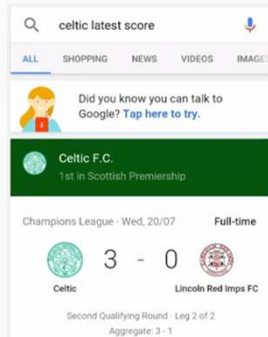 celtic latest score
ALL SHOPPING NEWS VIDEOS IMAGE
Did you know you can talk to
Google? Tap here to try.
Celtic F.C.
1st in Scottish Premiership
Champions League · Wed, 20/07 Full-time
3 - 0
Celtic Lincoln Red Imps FC
Second Qualifying Round · Leg 2 of 2
Aggregate: 3 - 1